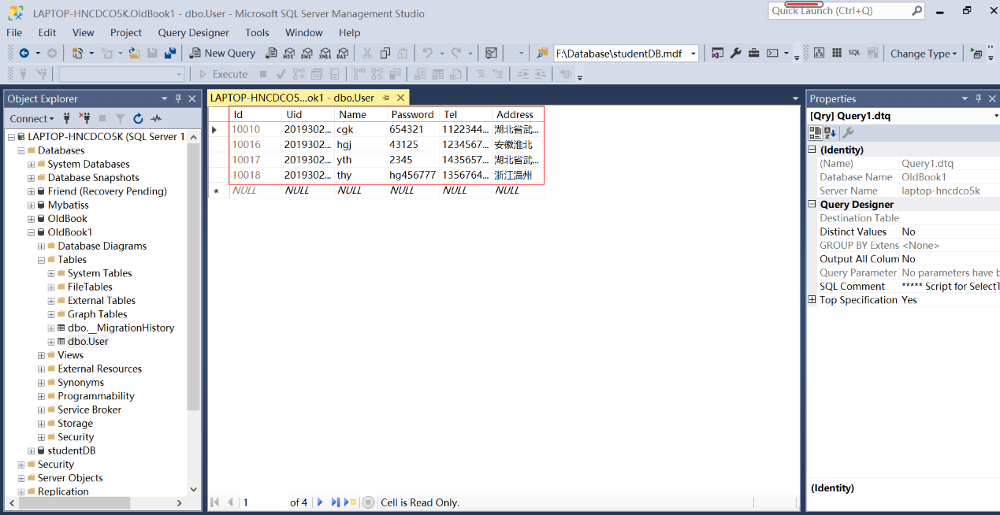 LAPTOP-HNCDCO5K.OldBook1 - dbo.User - Microsoft SQL Server Management Studio
Quick Launch (Ctrl+Q)
File Edit View Project Query Designer Tools Window Help
New Query MDX DMX XMLA DAX F:\Database\studentDB.mdf SQL Change Type
Execute
Object Explorer
Connect
LAPTOP-HNCDCO5K (SQL Server 1
Databases
System Databases
Database Snapshots
Friend (Recovery Pending)
Mybatiss
OldBook
OldBook1
Database Diagrams
Tables
System Tables
FileTables
External Tables
Graph Tables
dbo.__MigrationHistory
dbo.User
Views
External Resources
Synonyms
Programmability
Service Broker
Storage
Security
studentDB
Security
Server Objects
Replication
LAPTOP-HNCDCO5...ok1 - dbo.User
Id Uid Name Password Tel Address
10010 2019302... cgk 654321 1122344... 湖北省武...
10016 2019302... hgj 43125 1234567... 安徽淮北
10017 2019302... yth 2345 1435657... 湖北省武...
10018 2019302... thy hg456777 1356764... 浙江温州
NULL NULL NULL NULL NULL NULL
1 of 4 Cell is Read Only.
Properties
[Qry] Query1.dtq
(Identity)
(Name) Query1.dtq
Database Name OldBook1
Server Name laptop-hncdco5k
Query Designer
Destination Table
Distinct Values No
GROUP BY Extens <None>
Output All Colum No
Query Parameter No parameters have b
SQL Comment ***** Script for SelectT
Top Specification Yes
(Identity)